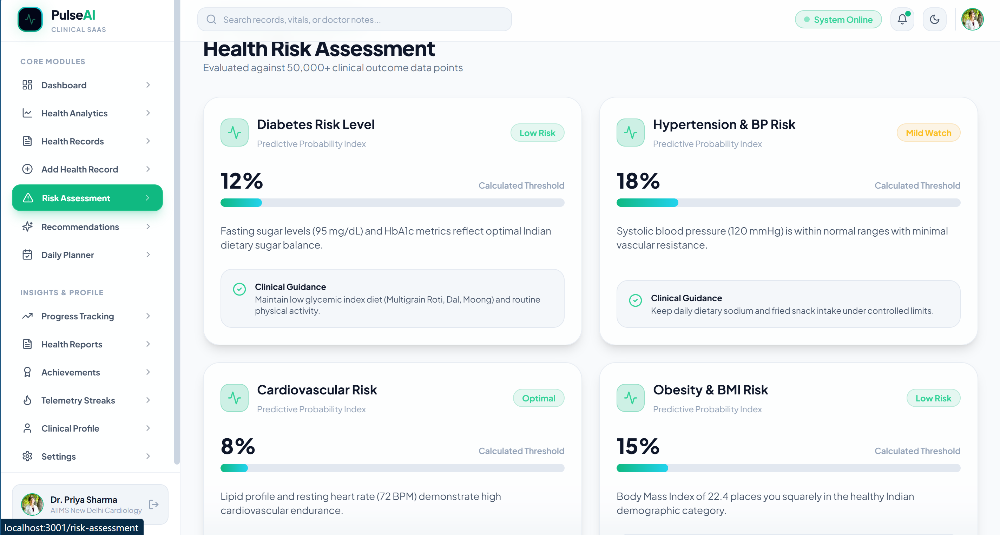 PulseAI
CLINICAL SAAS
CORE MODULES
Dashboard
Health Analytics
Health Records
Add Health Record
Risk Assessment
Recommendations
Daily Planner
INSIGHTS & PROFILE
Progress Tracking
Health Reports
Achievements
Telemetry Streaks
Clinical Profile
Settings
Dr. Priya Sharma
AIIMS New Delhi Cardiology
localhost:3001/risk-assessment
Search records, vitals, or doctor notes...
System Online
Health Risk Assessment
Evaluated against 50,000+ clinical outcome data points
Diabetes Risk Level
Predictive Probability Index
Low Risk
12%
Calculated Threshold
Fasting sugar levels (95 mg/dL) and HbA1c metrics reflect optimal Indian
dietary sugar balance.
Clinical Guidance
Maintain low glycemic index diet (Multigrain Roti, Dal, Moong) and routine
physical activity.
Hypertension & BP Risk
Predictive Probability Index
Mild Watch
18%
Calculated Threshold
Systolic blood pressure (120 mmHg) is within normal ranges with minimal
vascular resistance.
Clinical Guidance
Keep daily dietary sodium and fried snack intake under controlled limits.
Cardiovascular Risk
Predictive Probability Index
Optimal
8%
Calculated Threshold
Lipid profile and resting heart rate (72 BPM) demonstrate high
cardiovascular endurance.
Obesity & BMI Risk
Predictive Probability Index
Low Risk
15%
Calculated Threshold
Body Mass Index of 22.4 places you squarely in the healthy Indian
demographic category.